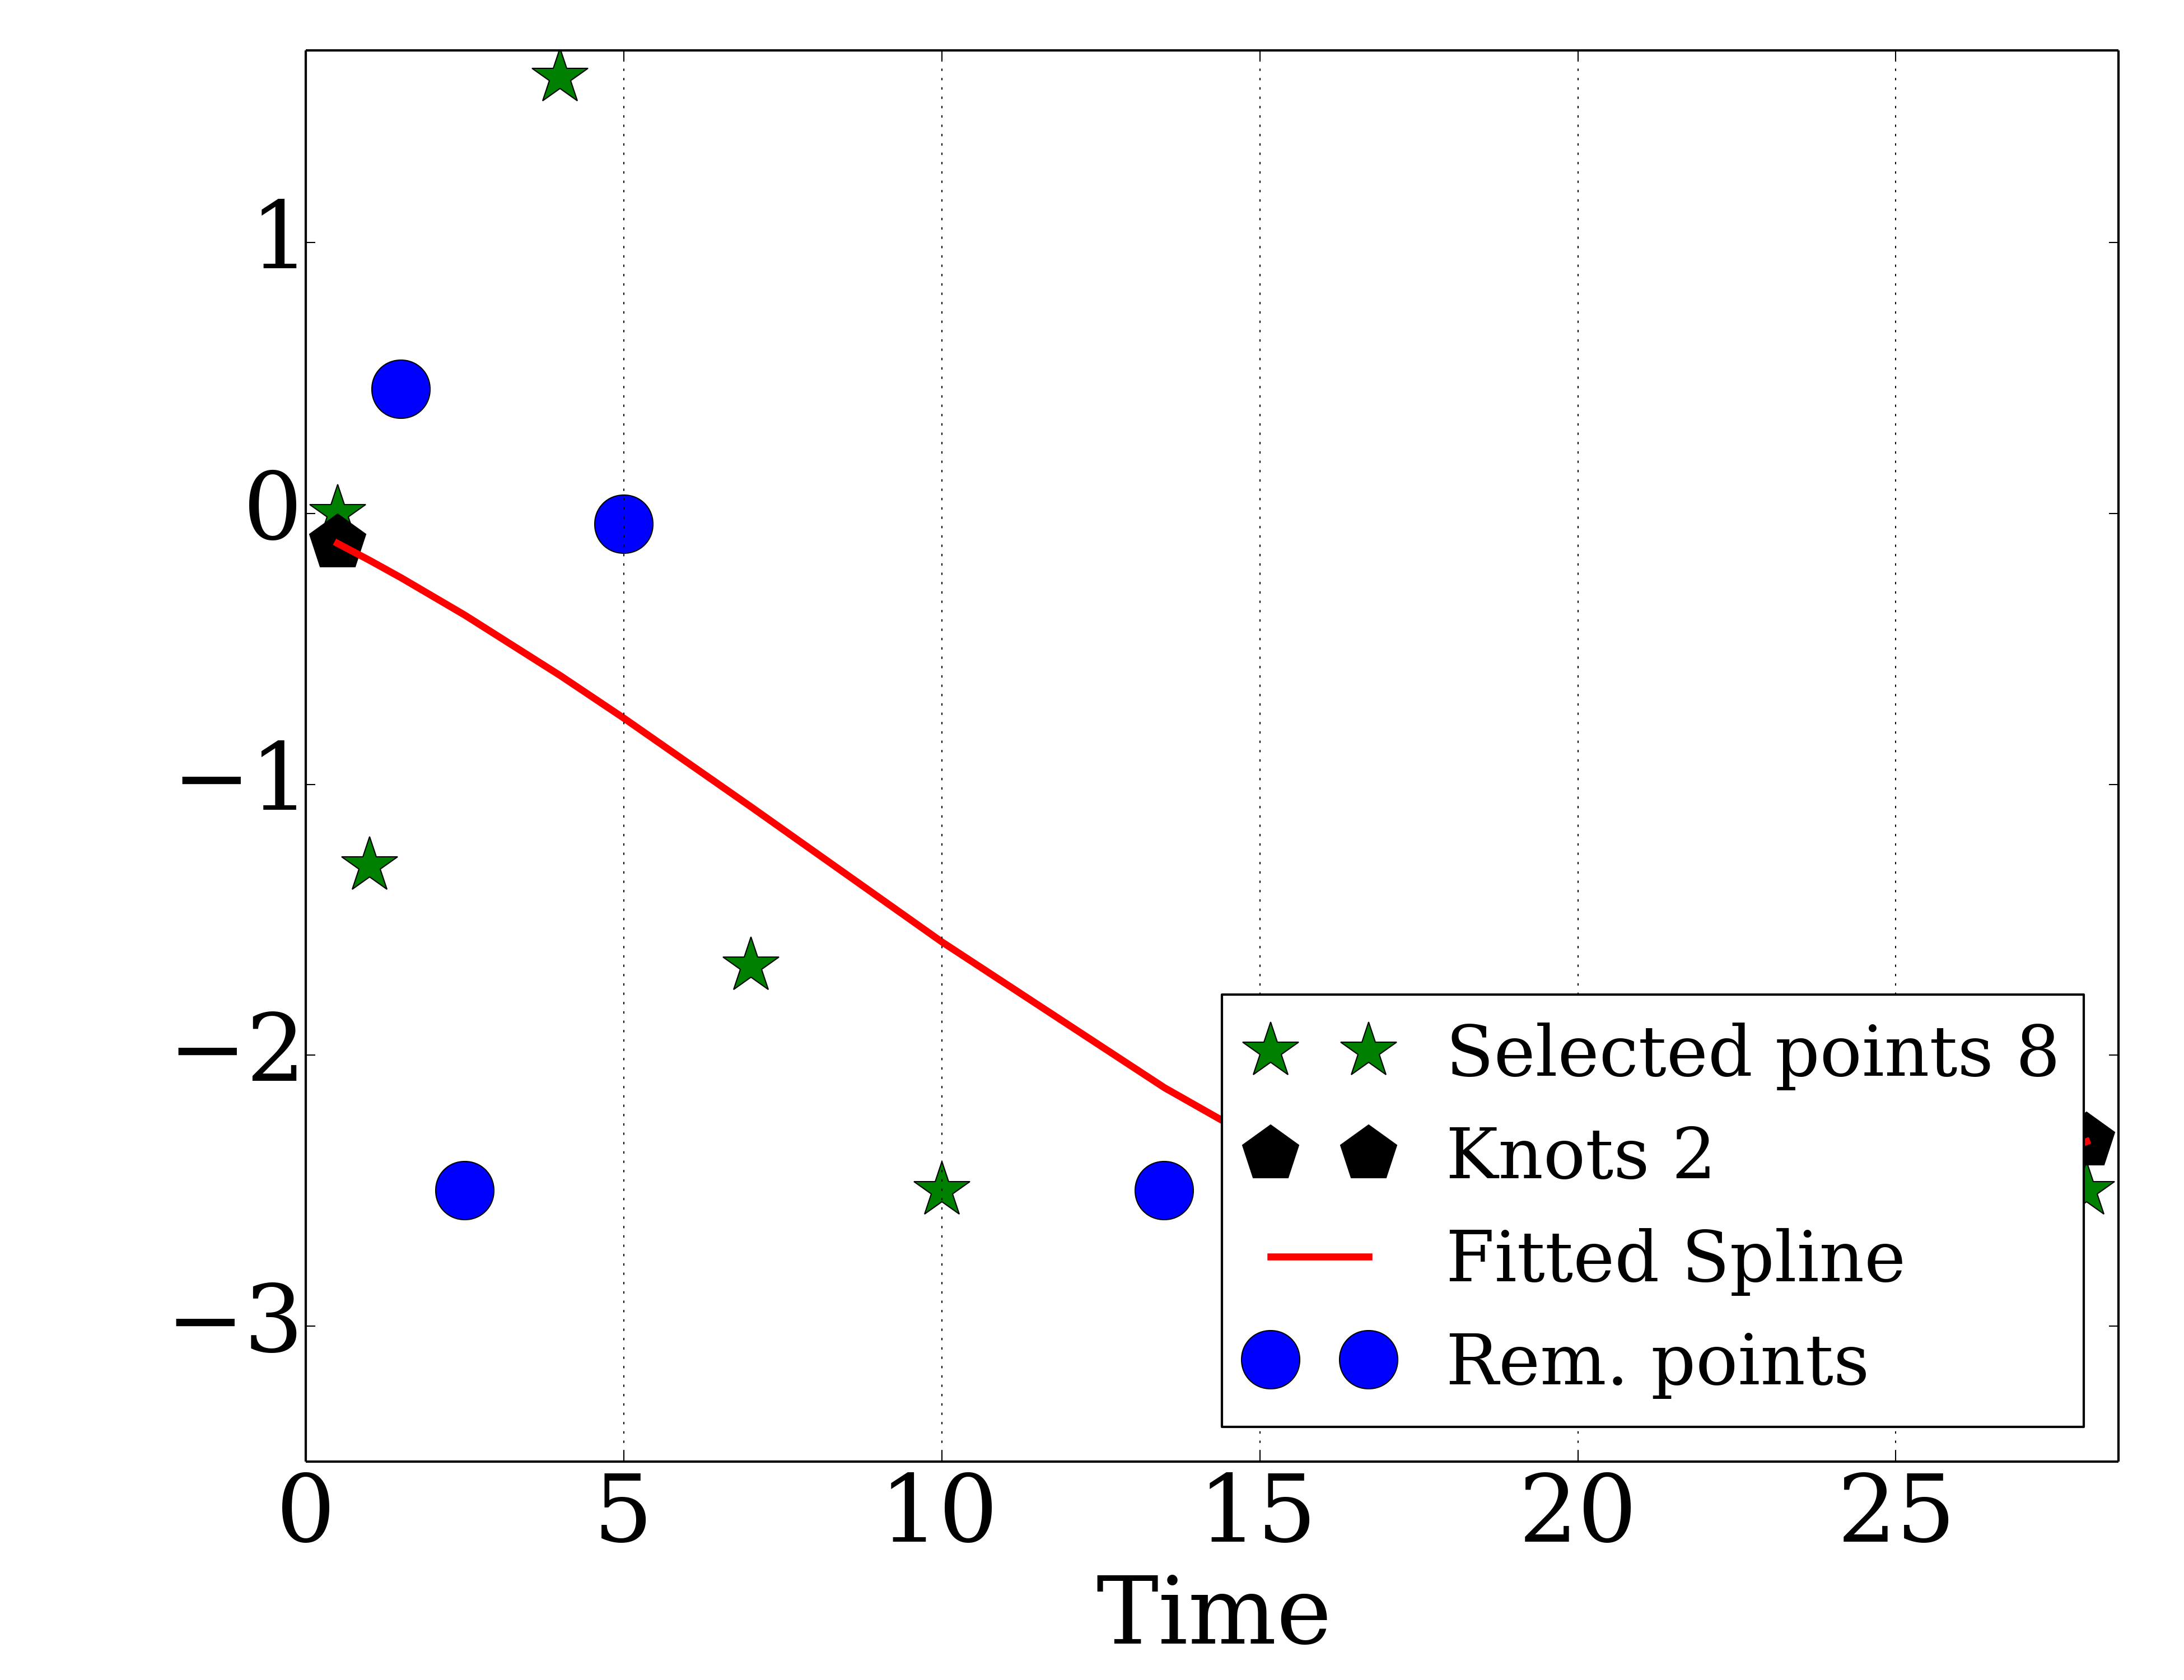 1
0
−1
−2
−3
0 5 10 15 20 25
Time
Selected points 8
Knots 2
Fitted Spline
Rem. points